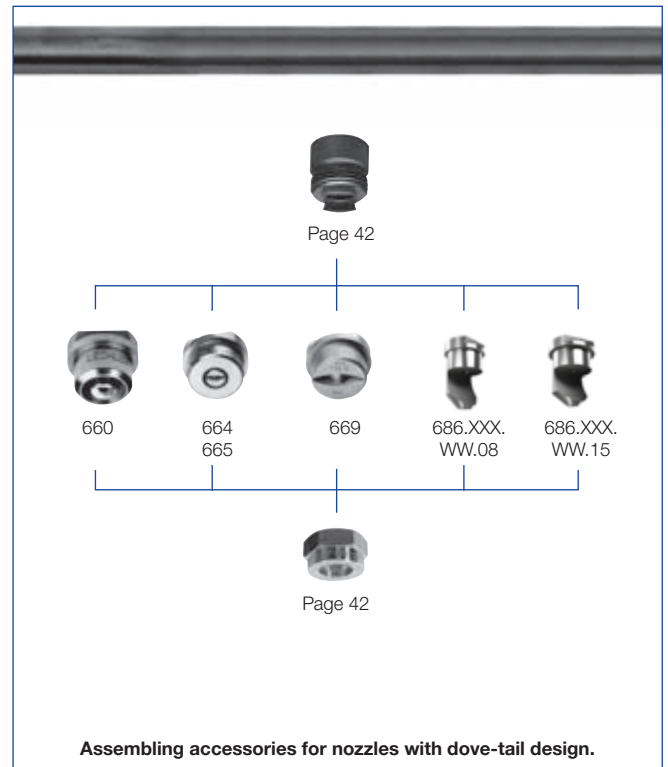 Page 42
660
664
665
669
686.XXX.
WW.08
686.XXX.
WW.15
Page 42
Assembling accessories for nozzles with dove-tail design.